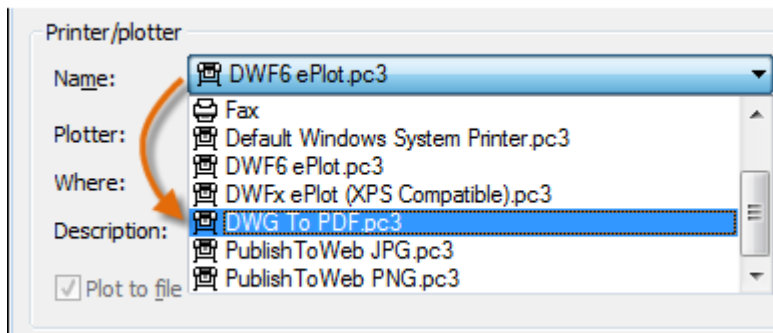 Printer/plotter
Name: DWF6 ePlot.pc3
Fax
Plotter: Default Windows System Printer.pc3
DWF6 ePlot.pc3
Where: DWFx ePlot (XPS Compatible).pc3
Description: DWG To PDF.pc3
PublishToWeb JPG.pc3
Plot to file PublishToWeb PNG.pc3